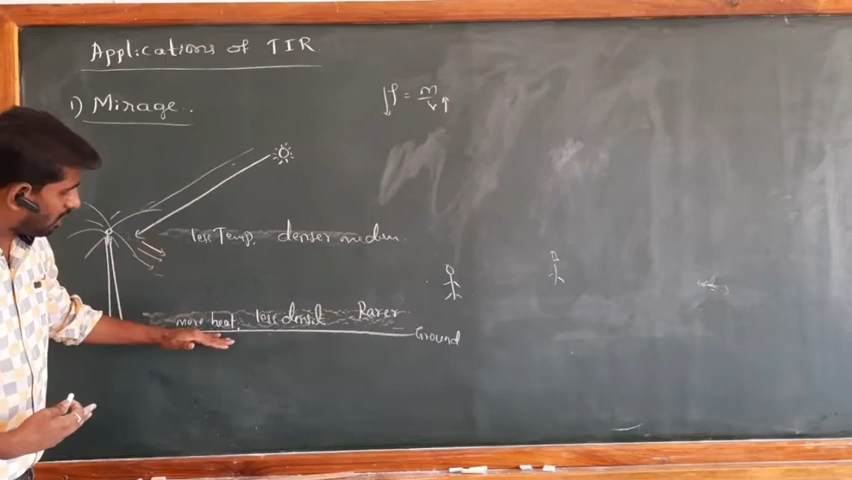 Applications of TIR
1) Mirage..
ρ = m/v
less Temp. denser medium
more heat, less densit Rarer
Ground